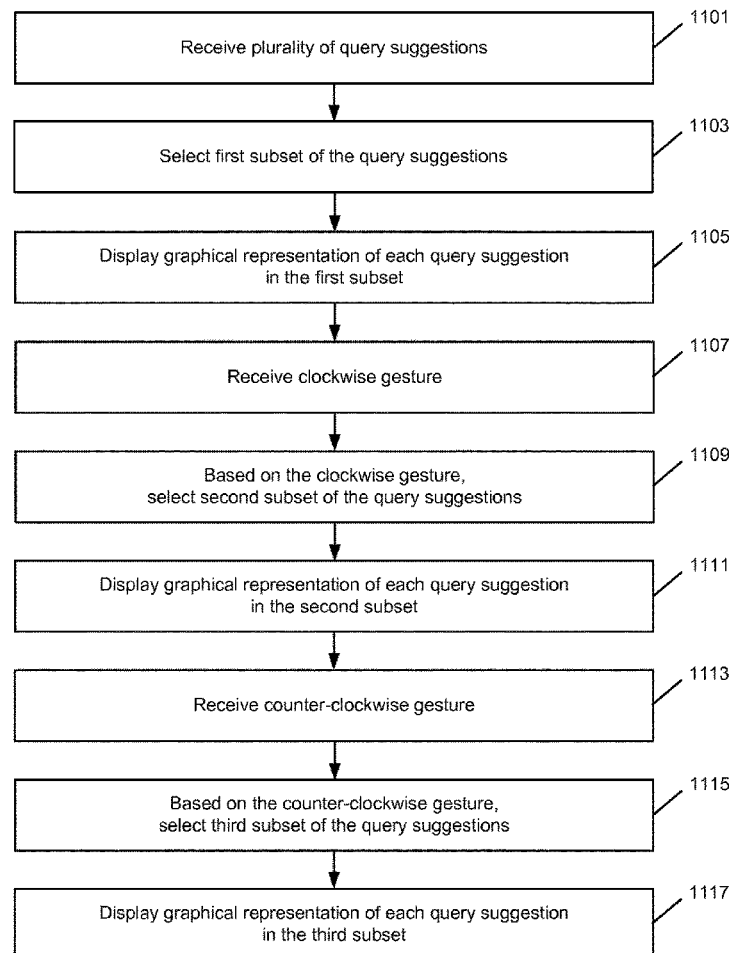 1101
Receive plurality of query suggestions
1103
Select first subset of the query suggestions
1105
Display graphical representation of each query suggestion
in the first subset
1107
Receive clockwise gesture
1109
Based on the clockwise gesture,
select second subset of the query suggestions
1111
Display graphical representation of each query suggestion
in the second subset
1113
Receive counter-clockwise gesture
1115
Based on the counter-clockwise gesture,
select third subset of the query suggestions
1117
Display graphical representation of each query suggestion
in the third subset